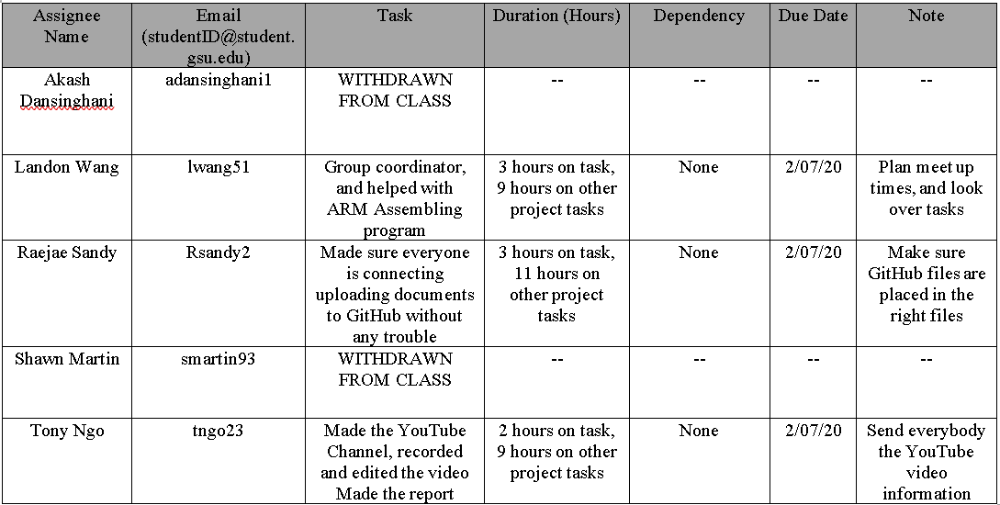 Assignee
Name
Email
(studentID@student.
gsu.edu)
Task
Duration (Hours)
Dependency
Due Date
Note
Akash
Dansinghani
adansinghani1
WITHDRAWN
FROM CLASS
--
--
--
--
Landon Wang
lwang51
Group coordinator,
and helped with
ARM Assembling
program
3 hours on task,
9 hours on other
project tasks
None
2/07/20
Plan meet up
times, and look
over tasks
Raejae Sandy
Rsandy2
Made sure everyone
is connecting
uploading documents
to GitHub without
any trouble
3 hours on task,
11 hours on
other project
tasks
None
2/07/20
Make sure
GitHub files are
placed in the
right files
Shawn Martin
smartin93
WITHDRAWN
FROM CLASS
--
--
--
--
Tony Ngo
tngo23
Made the YouTube
Channel, recorded
and edited the video
Made the report
2 hours on task,
9 hours on other
project tasks
None
2/07/20
Send everybody
the YouTube
video
information